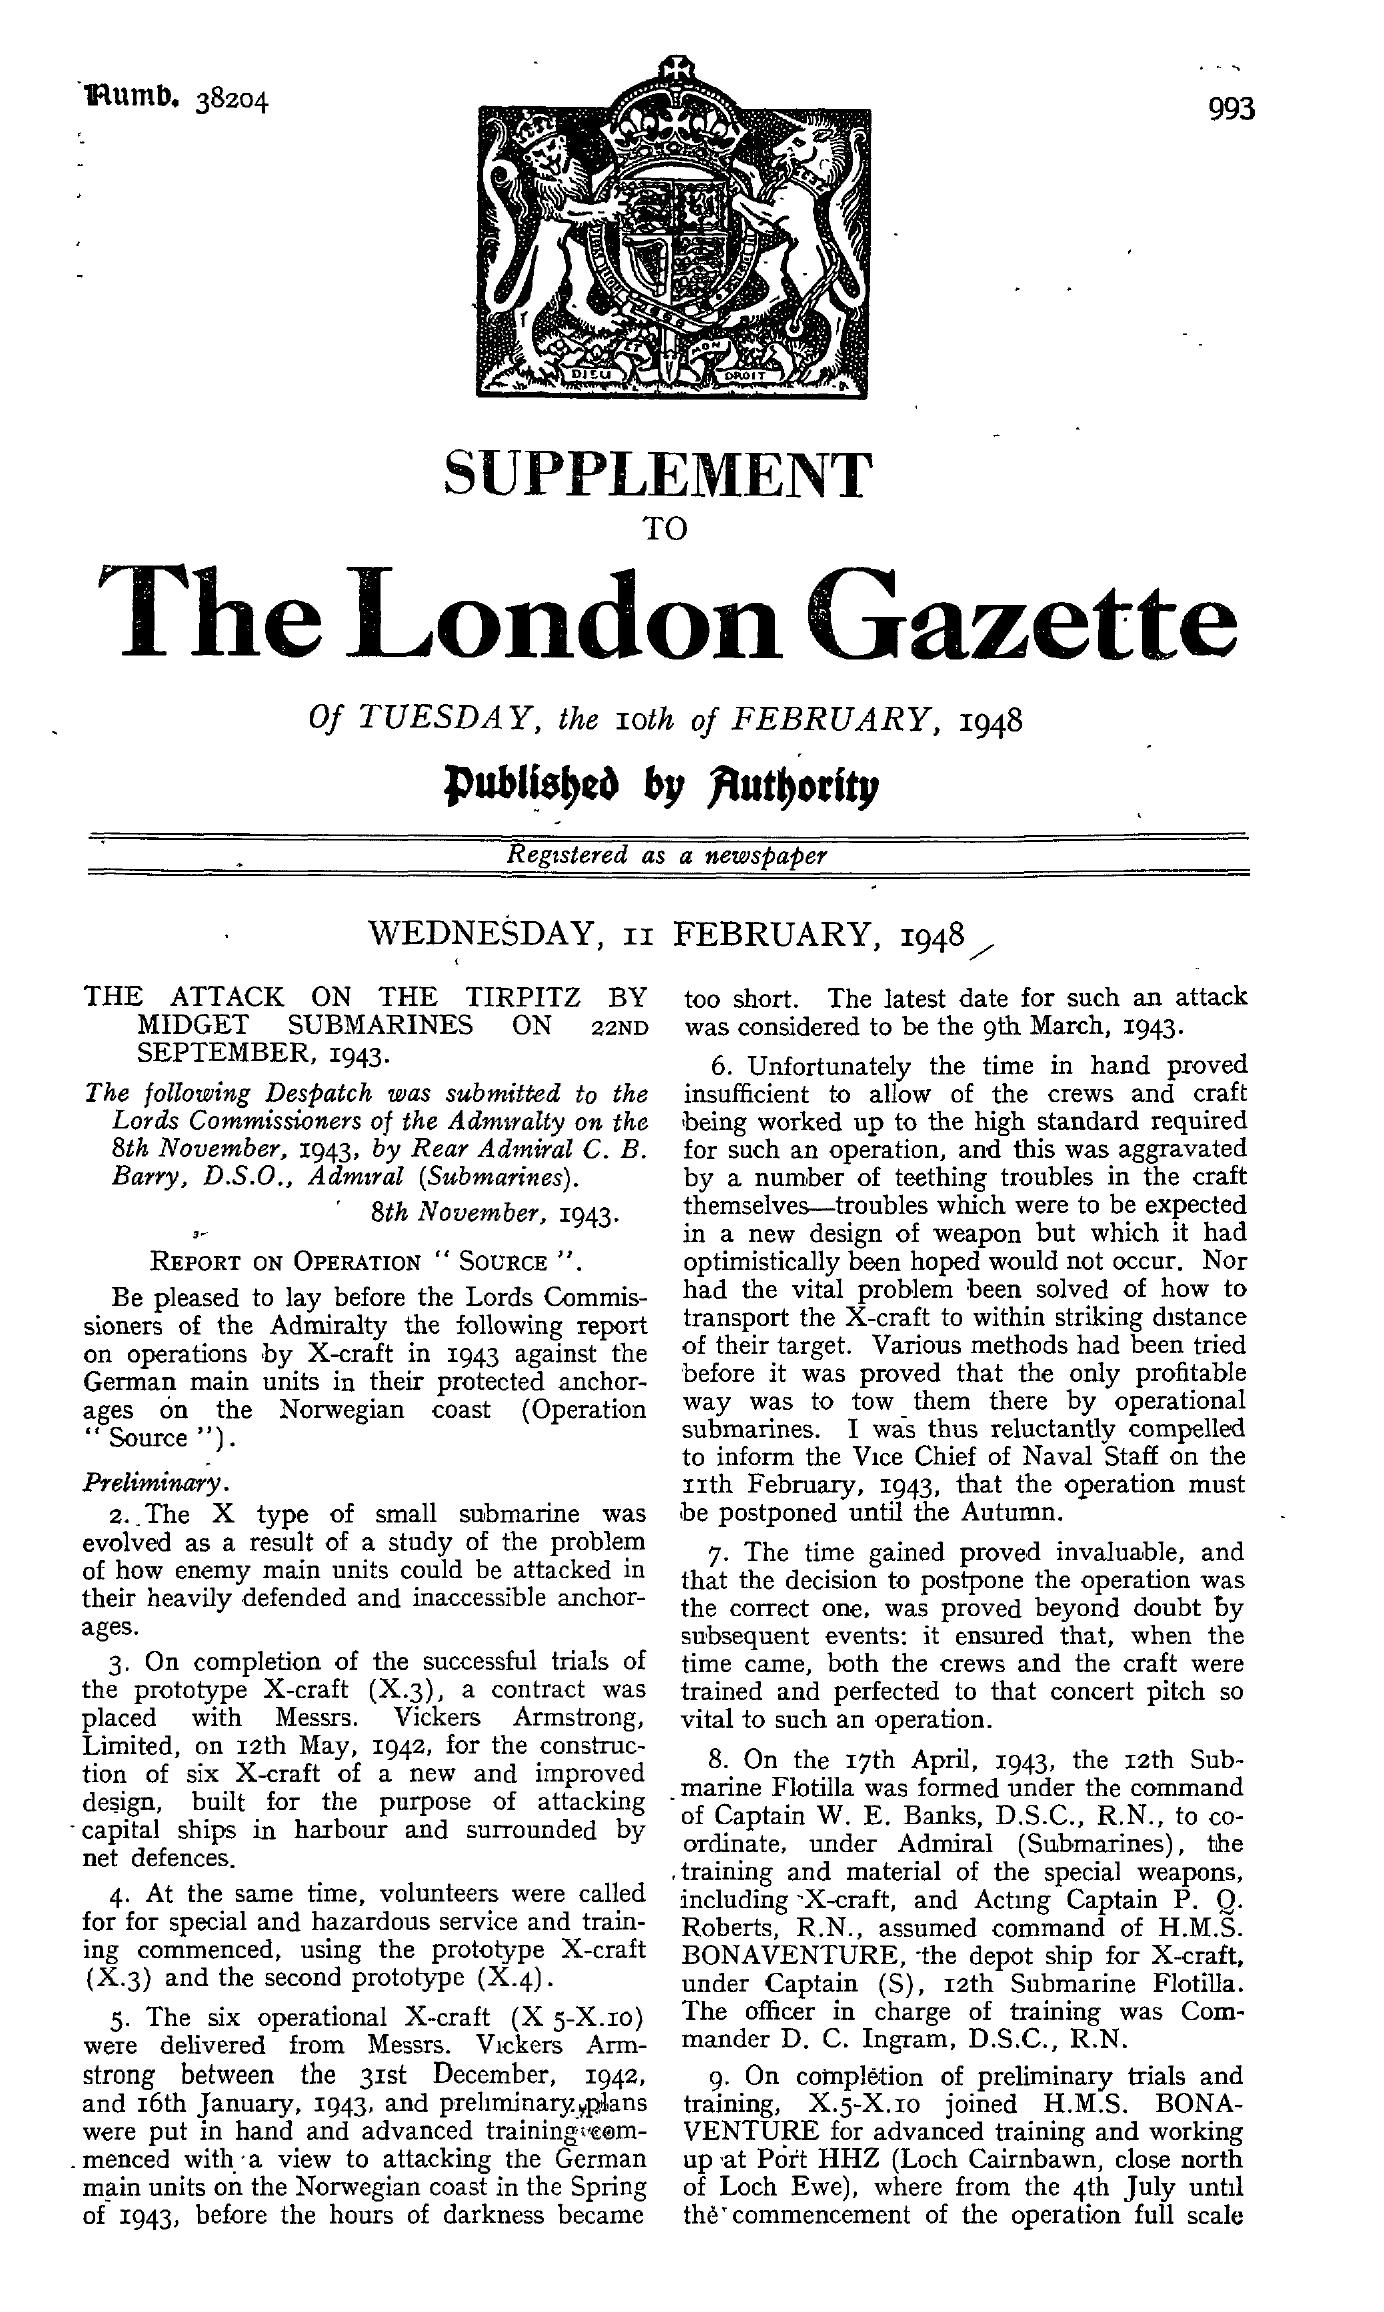 Numb. 38204
993
DIEU ET MON DROIT
SUPPLEMENT
TO
The London Gazette
Of TUESDAY, the 10th of FEBRUARY, 1948
Published by Authority
Registered as a newspaper
WEDNESDAY, 11 FEBRUARY, 1948
THE ATTACK ON THE TIRPITZ BY
MIDGET SUBMARINES ON 22ND
SEPTEMBER, 1943.
The following Despatch was submitted to the
Lords Commissioners of the Admiralty on the
8th November, 1943, by Rear Admiral C. B.
Barry, D.S.O., Admiral (Submarines).
8th November, 1943.
REPORT ON OPERATION " SOURCE ".
Be pleased to lay before the Lords Commis-
sioners of the Admiralty the following report
on operations by X-craft in 1943 against the
German main units in their protected anchor-
ages on the Norwegian coast (Operation
" Source ").
Preliminary.
2. The X type of small submarine was
evolved as a result of a study of the problem
of how enemy main units could be attacked in
their heavily defended and inaccessible anchor-
ages.
3. On completion of the successful trials of
the prototype X-craft (X.3), a contract was
placed with Messrs. Vickers Armstrong,
Limited, on 12th May, 1942, for the construc-
tion of six X-craft of a new and improved
design, built for the purpose of attacking
capital ships in harbour and surrounded by
net defences.
4. At the same time, volunteers were called
for for special and hazardous service and train-
ing commenced, using the prototype X-craft
(X.3) and the second prototype (X.4).
5. The six operational X-craft (X 5-X.10)
were delivered from Messrs. Vickers Arm-
strong between the 31st December, 1942,
and 16th January, 1943, and preliminary plans
were put in hand and advanced training com-
menced with a view to attacking the German
main units on the Norwegian coast in the Spring
of 1943, before the hours of darkness became
too short. The latest date for such an attack
was considered to be the 9th March, 1943.
6. Unfortunately the time in hand proved
insufficient to allow of the crews and craft
being worked up to the high standard required
for such an operation, and this was aggravated
by a number of teething troubles in the craft
themselves—troubles which were to be expected
in a new design of weapon but which it had
optimistically been hoped would not occur. Nor
had the vital problem been solved of how to
transport the X-craft to within striking distance
of their target. Various methods had been tried
before it was proved that the only profitable
way was to tow them there by operational
submarines. I was thus reluctantly compelled
to inform the Vice Chief of Naval Staff on the
11th February, 1943, that the operation must
be postponed until the Autumn.
7. The time gained proved invaluable, and
that the decision to postpone the operation was
the correct one, was proved beyond doubt by
subsequent events: it ensured that, when the
time came, both the crews and the craft were
trained and perfected to that concert pitch so
vital to such an operation.
8. On the 17th April, 1943, the 12th Sub-
marine Flotilla was formed under the command
of Captain W. E. Banks, D.S.C., R.N., to co-
ordinate, under Admiral (Submarines), the
training and material of the special weapons,
including X-craft, and Acting Captain P. Q.
Roberts, R.N., assumed command of H.M.S.
BONAVENTURE, the depot ship for X-craft,
under Captain (S), 12th Submarine Flotilla.
The officer in charge of training was Com-
mander D. C. Ingram, D.S.C., R.N.
9. On completion of preliminary trials and
training, X.5-X.10 joined H.M.S. BONA-
VENTURE for advanced training and working
up at Port HHZ (Loch Cairnbawn, close north
of Loch Ewe), where from the 4th July until
the commencement of the operation full scale